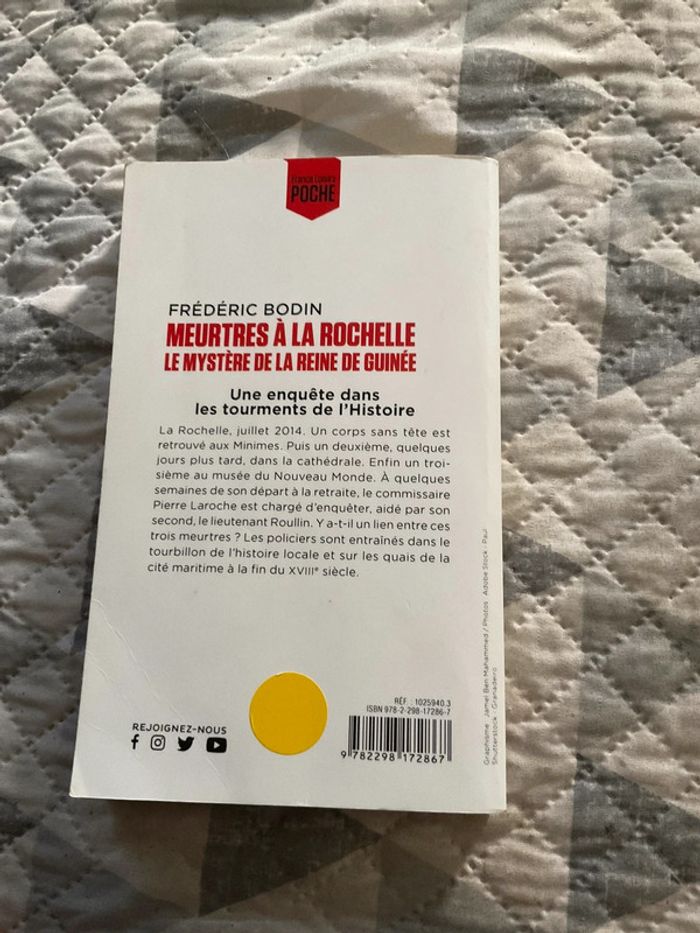 France Loisirs
POCHE
FRÉDÉRIC BODIN
MEURTRES À LA ROCHELLE
LE MYSTÈRE DE LA REINE DE GUINÉE
Une enquête dans
les tourments de l'Histoire
La Rochelle, juillet 2014. Un corps sans tête est
retrouvé aux Minimes. Puis un deuxième, quelques
jours plus tard, dans la cathédrale. Enfin un troi-
sième au musée du Nouveau Monde. À quelques
semaines de son départ à la retraite, le commissaire
Pierre Laroche est chargé d'enquêter, aidé par son
second, le lieutenant Roullin. Y a-t-il un lien entre ces
trois meurtres ? Les policiers sont entraînés dans le
tourbillon de l'histoire locale et sur les quais de la
cité maritime à la fin du XVIIIe siècle.
REJOIGNEZ-NOUS
RÉF. : 1025940.3
ISBN 978-2-298-17286-7
9 782298 172867
Graphisme : Jamel Ben Mahammed / Photos : Adobe Stock : Paul
Shutterstock : Granadeiro